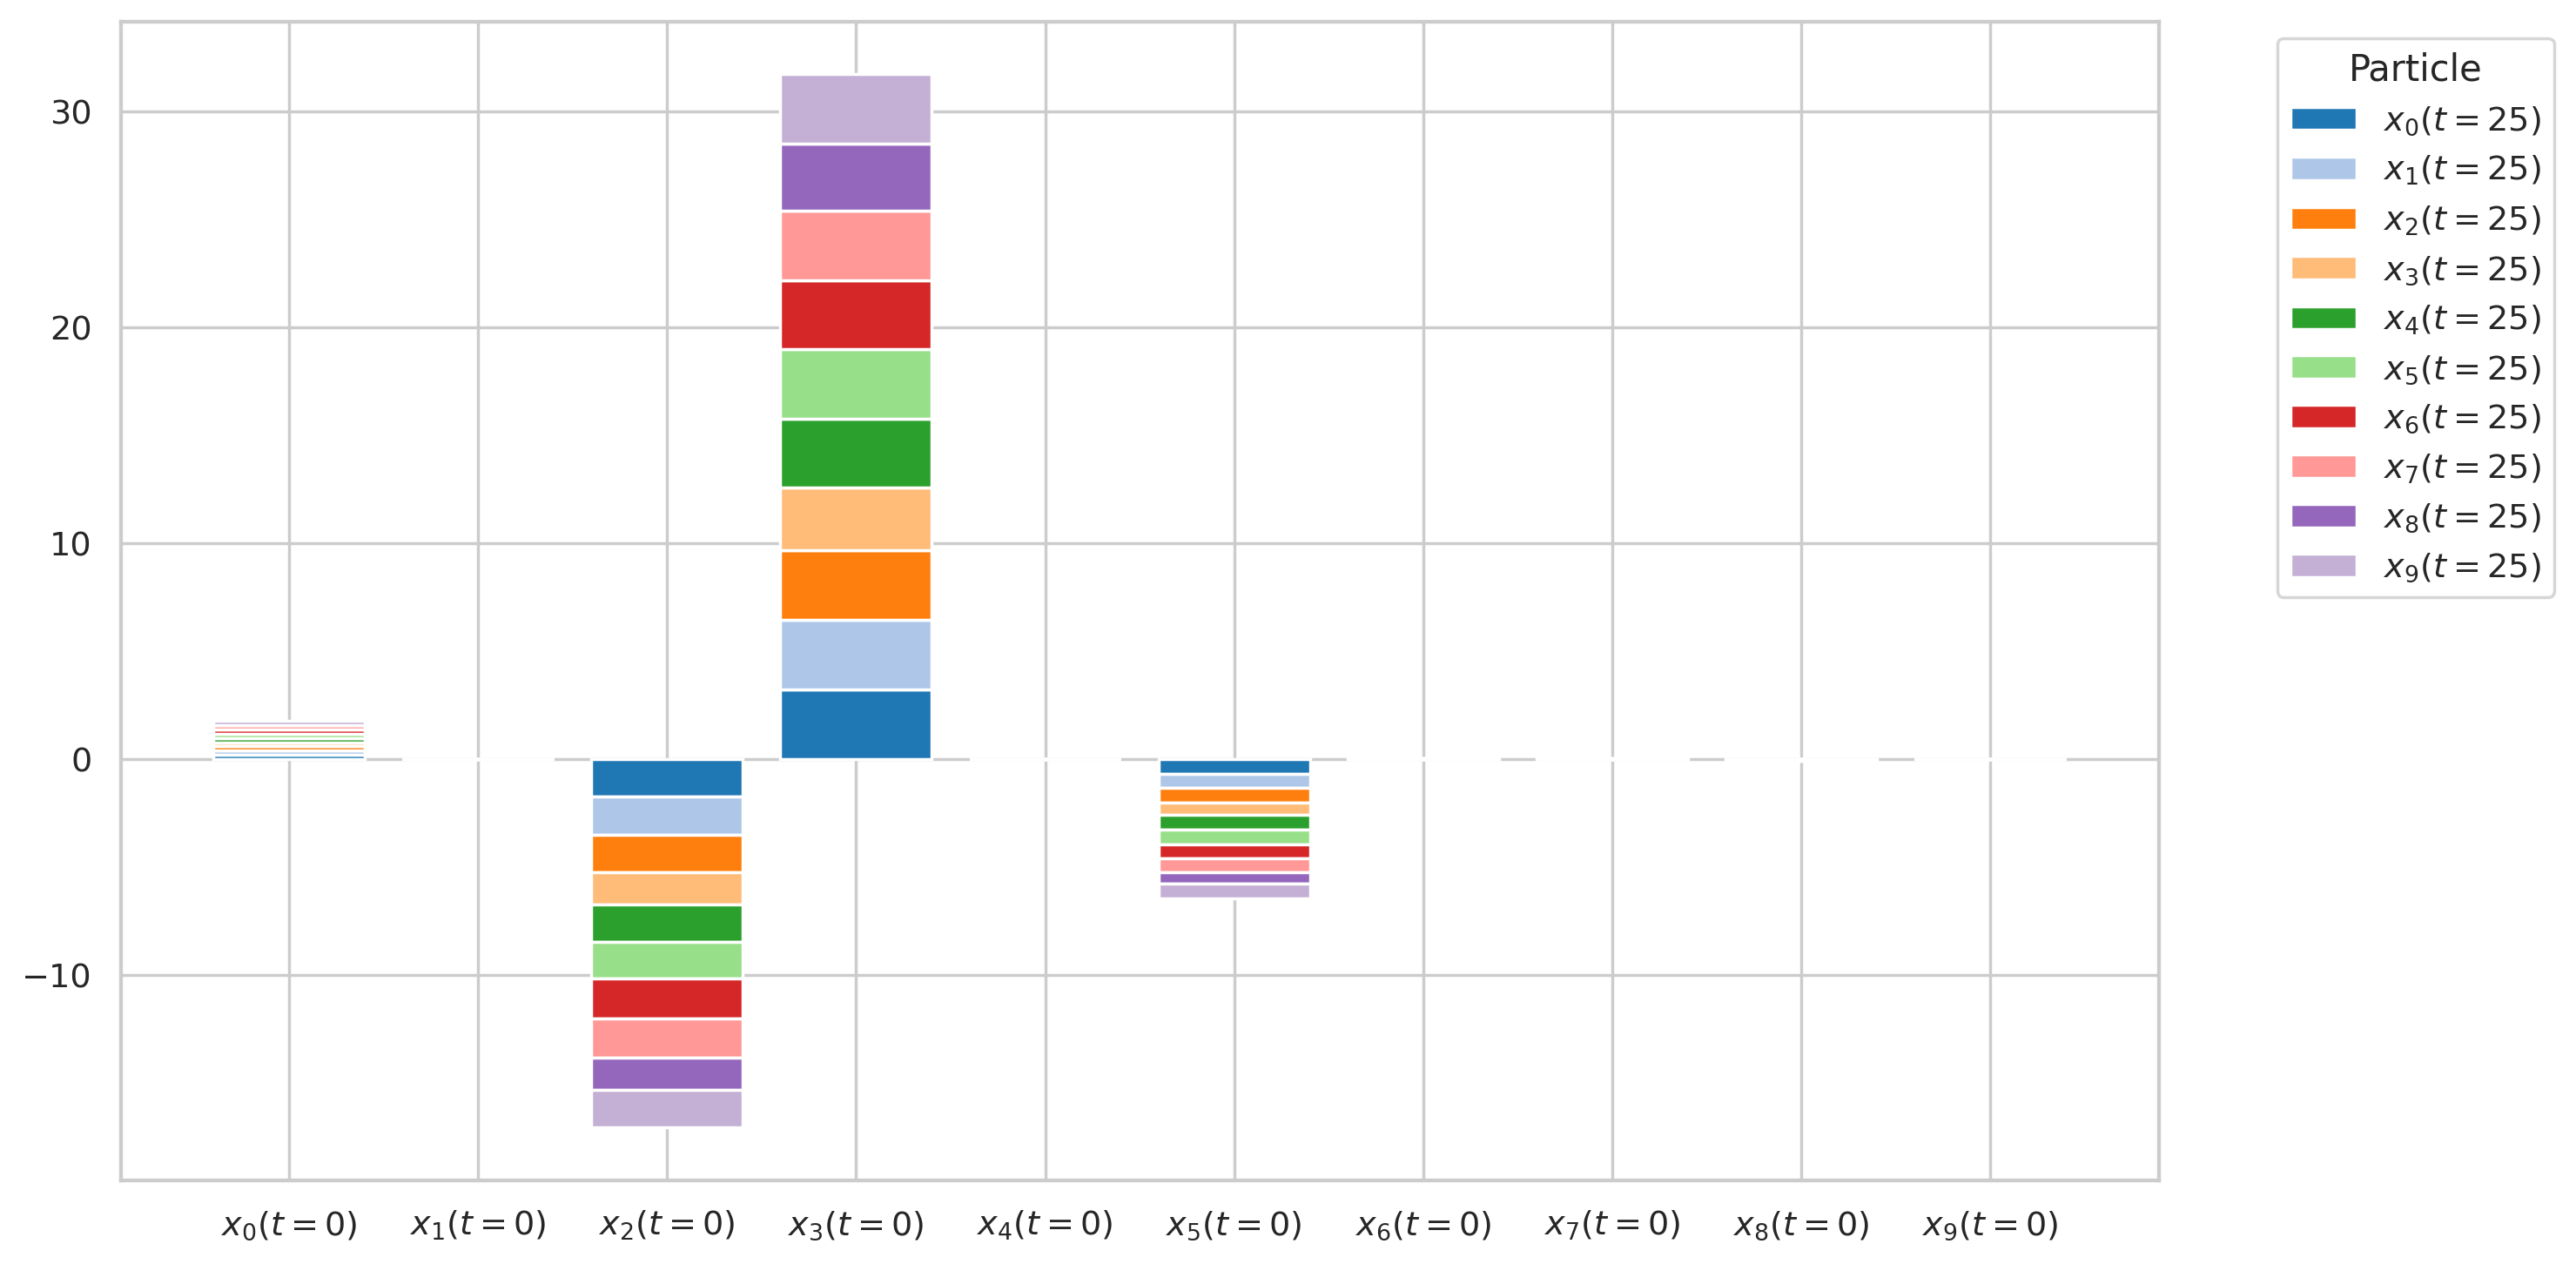 30
20
10
0
−10
x₀(t = 0) x₁(t = 0) x₂(t = 0) x₃(t = 0) x₄(t = 0) x₅(t = 0) x₆(t = 0) x₇(t = 0) x₈(t = 0) x₉(t = 0)
Particle
x₀(t = 25)
x₁(t = 25)
x₂(t = 25)
x₃(t = 25)
x₄(t = 25)
x₅(t = 25)
x₆(t = 25)
x₇(t = 25)
x₈(t = 25)
x₉(t = 25)